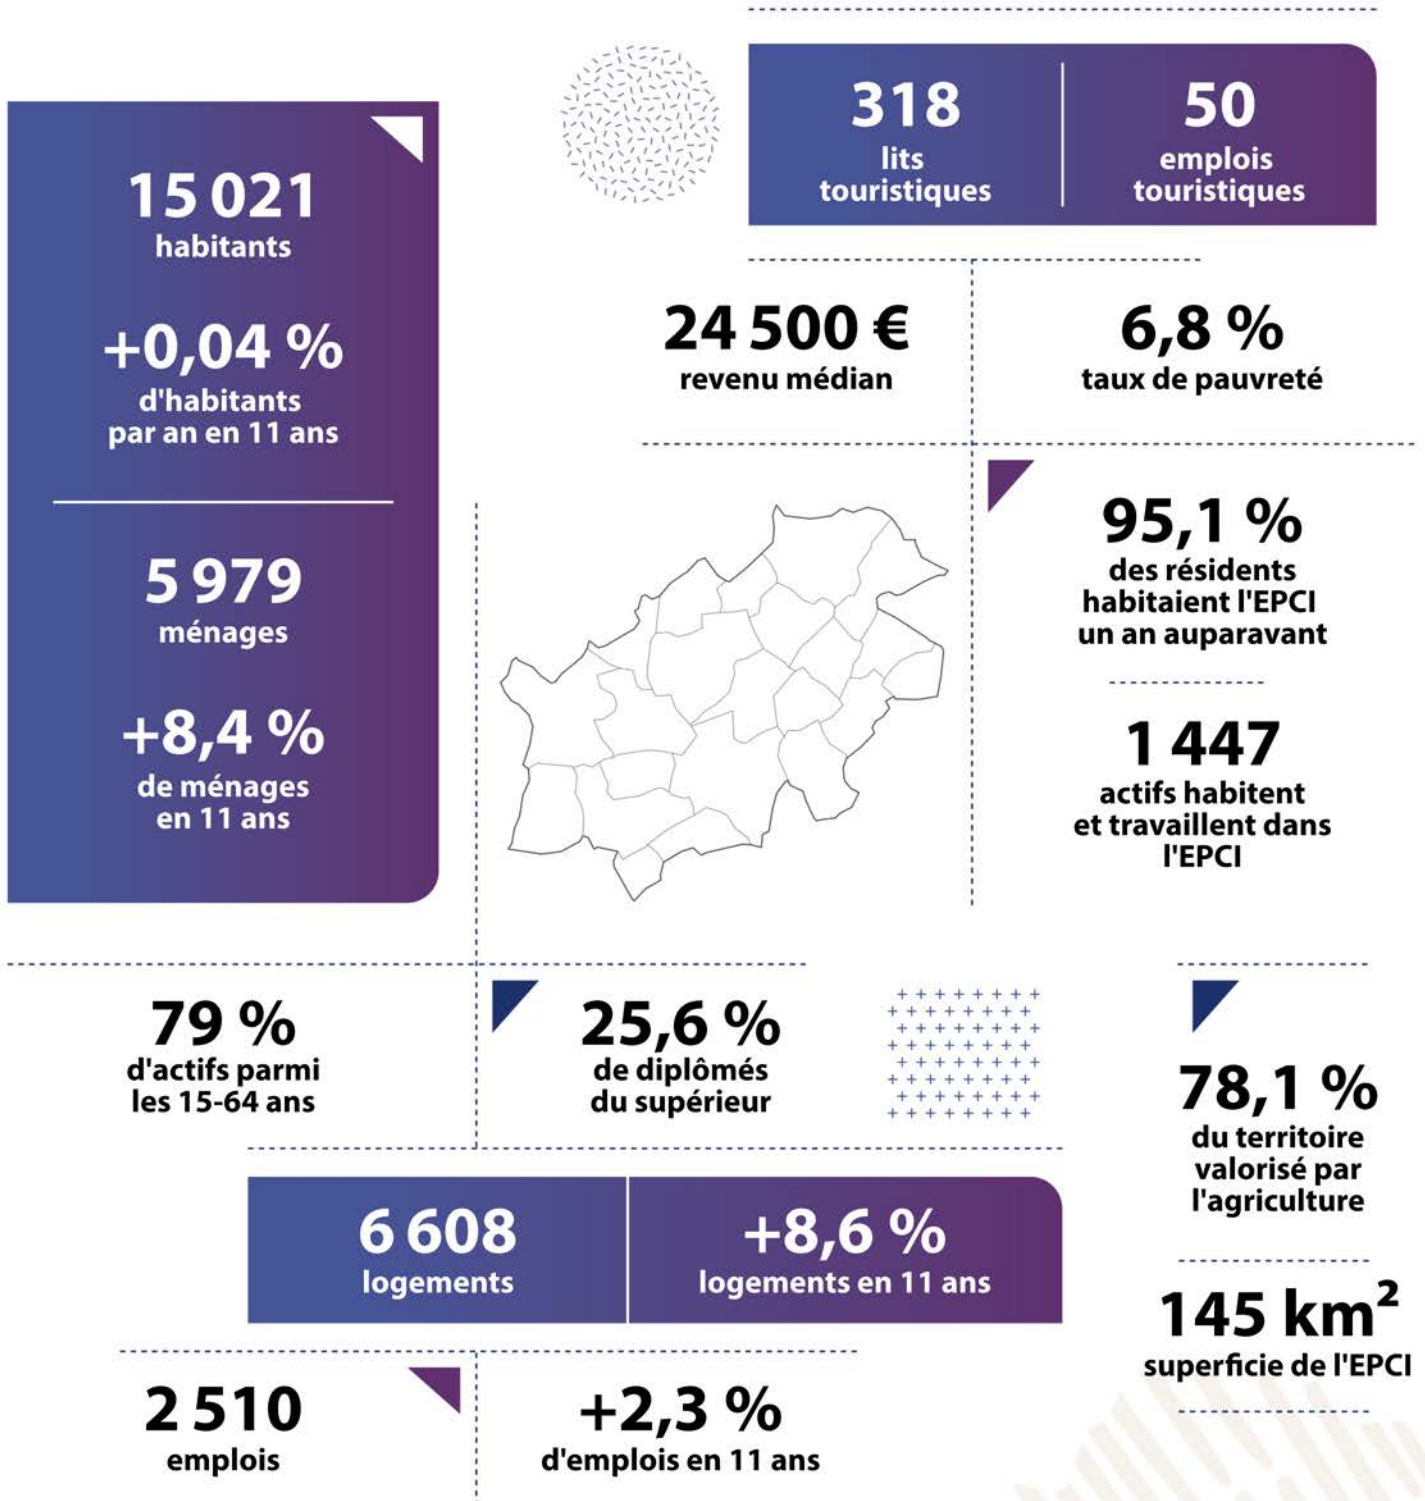 318
lits
touristiques
50
emplois
touristiques
15 021
habitants
+0,04 %
d'habitants
par an en 11 ans
5 979
ménages
+8,4 %
de ménages
en 11 ans
24 500 €
revenu médian
6,8 %
taux de pauvreté
95,1 %
des résidents
habitaient l'EPCI
un an auparavant
1 447
actifs habitent
et travaillent dans
l'EPCI
79 %
d'actifs parmi
les 15-64 ans
25,6 %
de diplômés
du supérieur
78,1 %
du territoire
valorisé par
l'agriculture
6 608
logements
+8,6 %
logements en 11 ans
145 km²
superficie de l'EPCI
2 510
emplois
+2,3 %
d'emplois en 11 ans